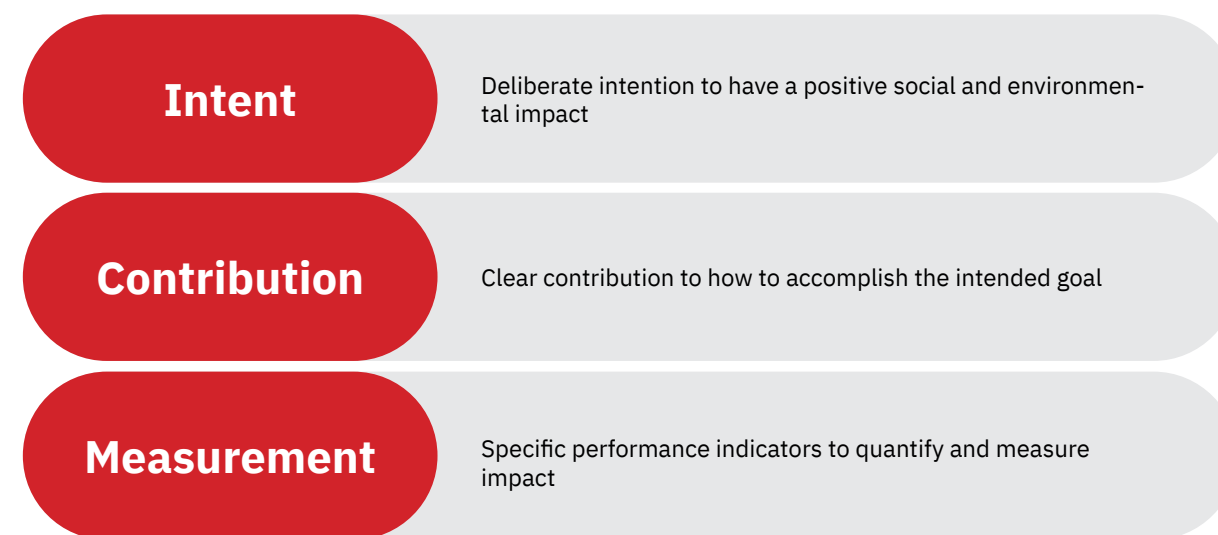 Intent
Deliberate intention to have a positive social and environmen-
tal impact
Contribution
Clear contribution to how to accomplish the intended goal
Measurement
Specific performance indicators to quantify and measure
impact